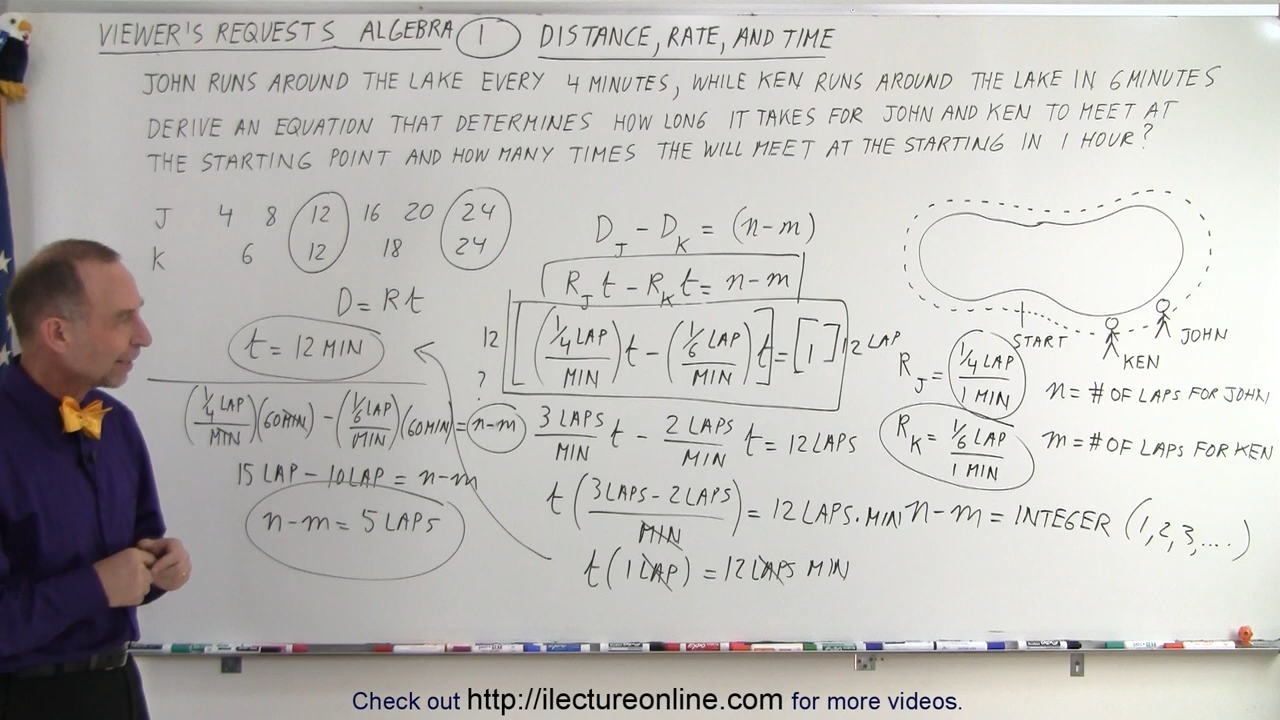 VIEWER'S REQUESTS ALGEBRA 1 DISTANCE, RATE, AND TIME
JOHN RUNS AROUND THE LAKE EVERY 4 MINUTES, WHILE KEN RUNS AROUND THE LAKE IN 6 MINUTES
DERIVE AN EQUATION THAT DETERMINES HOW LONG IT TAKES FOR JOHN AND KEN TO MEET AT
THE STARTING POINT AND HOW MANY TIMES THE WILL MEET AT THE STARTING IN 1 HOUR?
J 4 8 12 16 20 24
K 6 12 18 24
D = Rt
t = 12 MIN
(1/4 LAP/MIN)(60MIN) - (1/6 LAP/MIN)(60MIN) = n-m
?
15 LAP - 10 LAP = n-m
n-m = 5 LAPS
D_J - D_K = (n-m)
R_J t - R_K t = n-m
12 [(1/4 LAP/MIN)t - (1/6 LAP/MIN)t] = [1] 12 LAP
3 LAPS/MIN t - 2 LAPS/MIN t = 12 LAPS
t (3 LAPS - 2 LAPS/MIN) = 12 LAPS. MIN
t (1 LAP) = 12 LAPS MIN
START
KEN
JOHN
R_J = 1/4 LAP/1 MIN
n = # OF LAPS FOR JOHN
R_K = 1/6 LAP/1 MIN
m = # OF LAPS FOR KEN
n-m = INTEGER (1,2,3,....)
Check out http://ilectureonline.com for more videos.